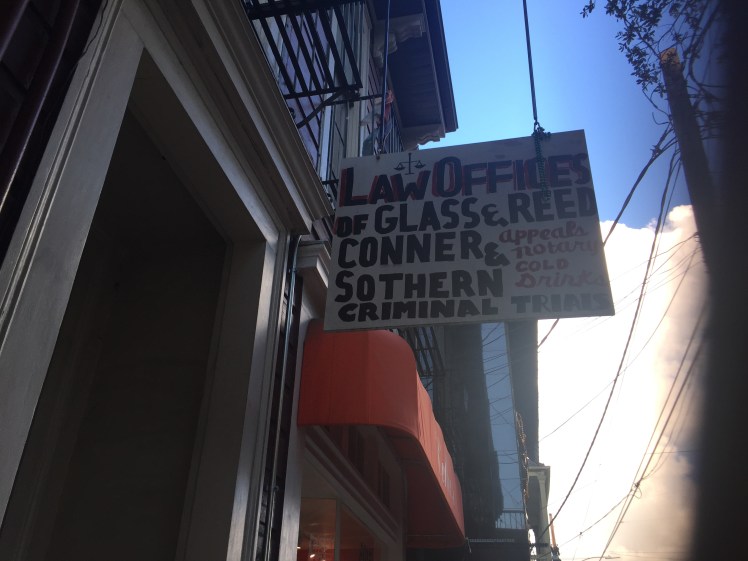 LAW OFFICES
OF GLASS & REED
CONNER &
SOTHERN
appeals
notary
COLD
Drinks
CRIMINAL TRIALS